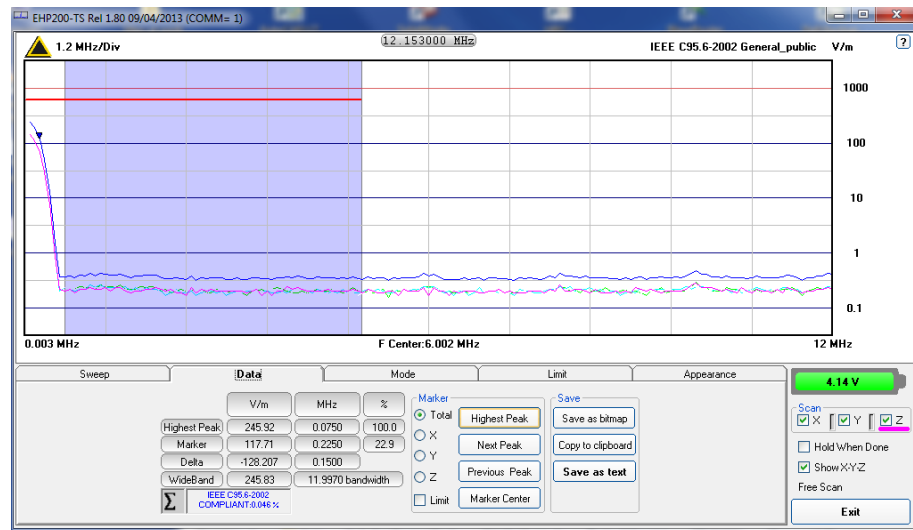 EHP200-TS Rel 1.80 09/04/2013 (COMM= 1)
1.2 MHz/Div
12.153000 MHz
IEEE C95.6-2002 General_public V/m
?
1000
100
10
1
0.1
0.003 MHz
F Center:6.002 MHz
12 MHz
Sweep Data Mode Limit Appearance
V/m MHz %
Highest Peak 245.92 0.0750 100.0
Marker 117.71 0.2250 22.9
Delta -128.207 0.1500
WideBand 245.83 11.9970 bandwidth
Σ IEEE C95.6-2002
COMPLIANT:0.046 %
Marker
Total
X
Y
Z
Limit
Highest Peak
Next Peak
Previous Peak
Marker Center
Save
Save as bitmap
Copy to clipboard
Save as text
4.14 V
Scan
X Y Z
Hold When Done
Show X-Y-Z
Free Scan
Exit